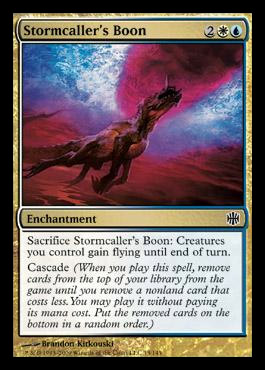 Stormcaller's Boon 2
Enchantment
Sacrifice Stormcaller's Boon: Creatures
you control gain flying until end of turn.
Cascade (When you play this spell, remove
cards from the top of your library from the
game until you remove a nonland card that
costs less. You may play it without paying
its mana cost. Put the removed cards on the
bottom in a random order.)
Brandon Kitkouski